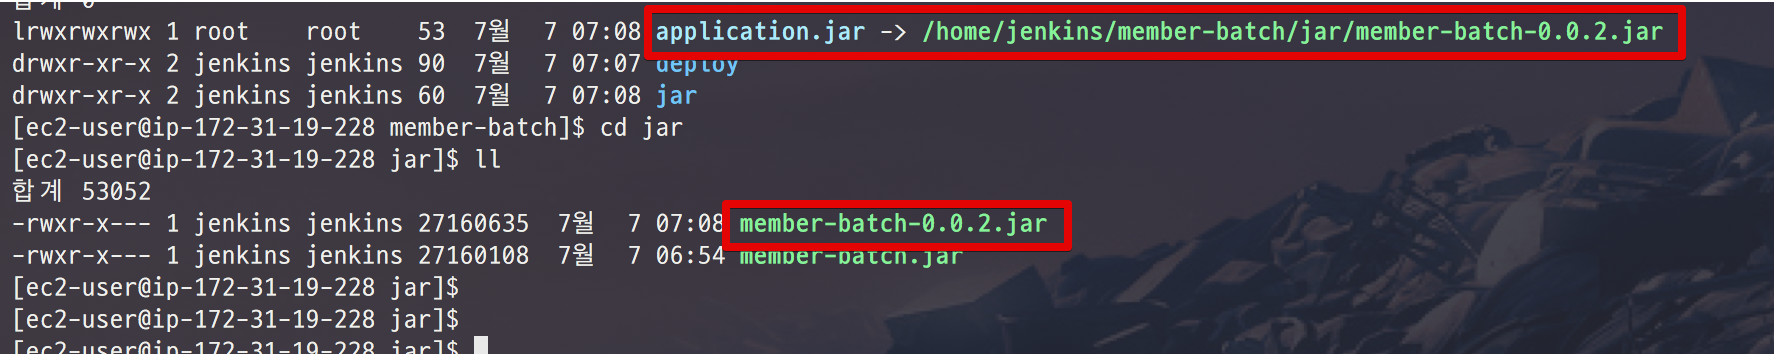 합계 0
lrwxrwxrwx 1 root    root    53  7월  7 07:08 application.jar -> /home/jenkins/member-batch/jar/member-batch-0.0.2.jar
drwxr-xr-x 2 jenkins jenkins 90  7월  7 07:07 deploy
drwxr-xr-x 2 jenkins jenkins 60  7월  7 07:08 jar
[ec2-user@ip-172-31-19-228 member-batch]$ cd jar
[ec2-user@ip-172-31-19-228 jar]$ ll
합계 53052
-rwxr-x--- 1 jenkins jenkins 27160635  7월  7 07:08 member-batch-0.0.2.jar
-rwxr-x--- 1 jenkins jenkins 27160108  7월  7 06:54 member-batch.jar
[ec2-user@ip-172-31-19-228 jar]$
[ec2-user@ip-172-31-19-228 jar]$
[ec2-user@ip-172-31-19-228 jar]$